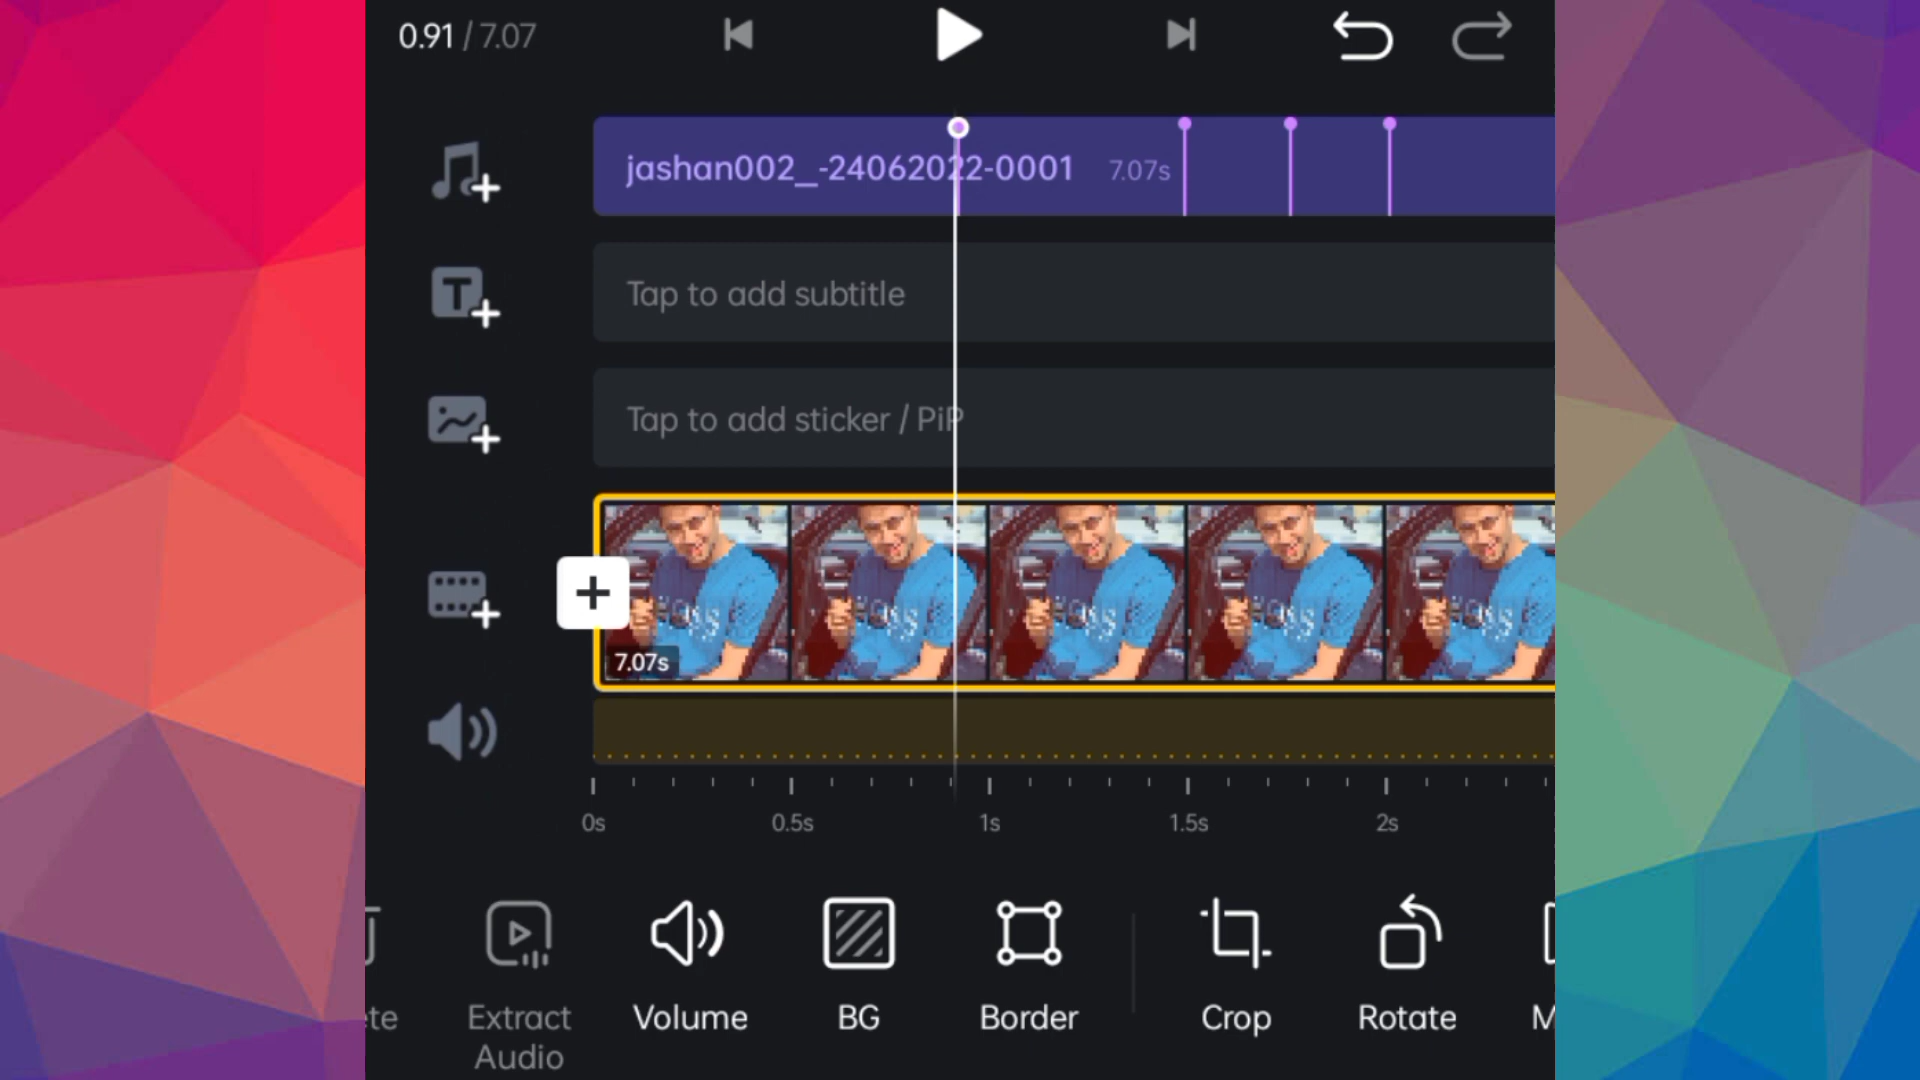 0.91 / 7.07
jashan002_-24062022-0001 7.07s
Tap to add subtitle
Tap to add sticker / PiP
7.07s
0s 0.5s 1s 1.5s 2s
Extract Audio
Volume
BG
Border
Crop
Rotate